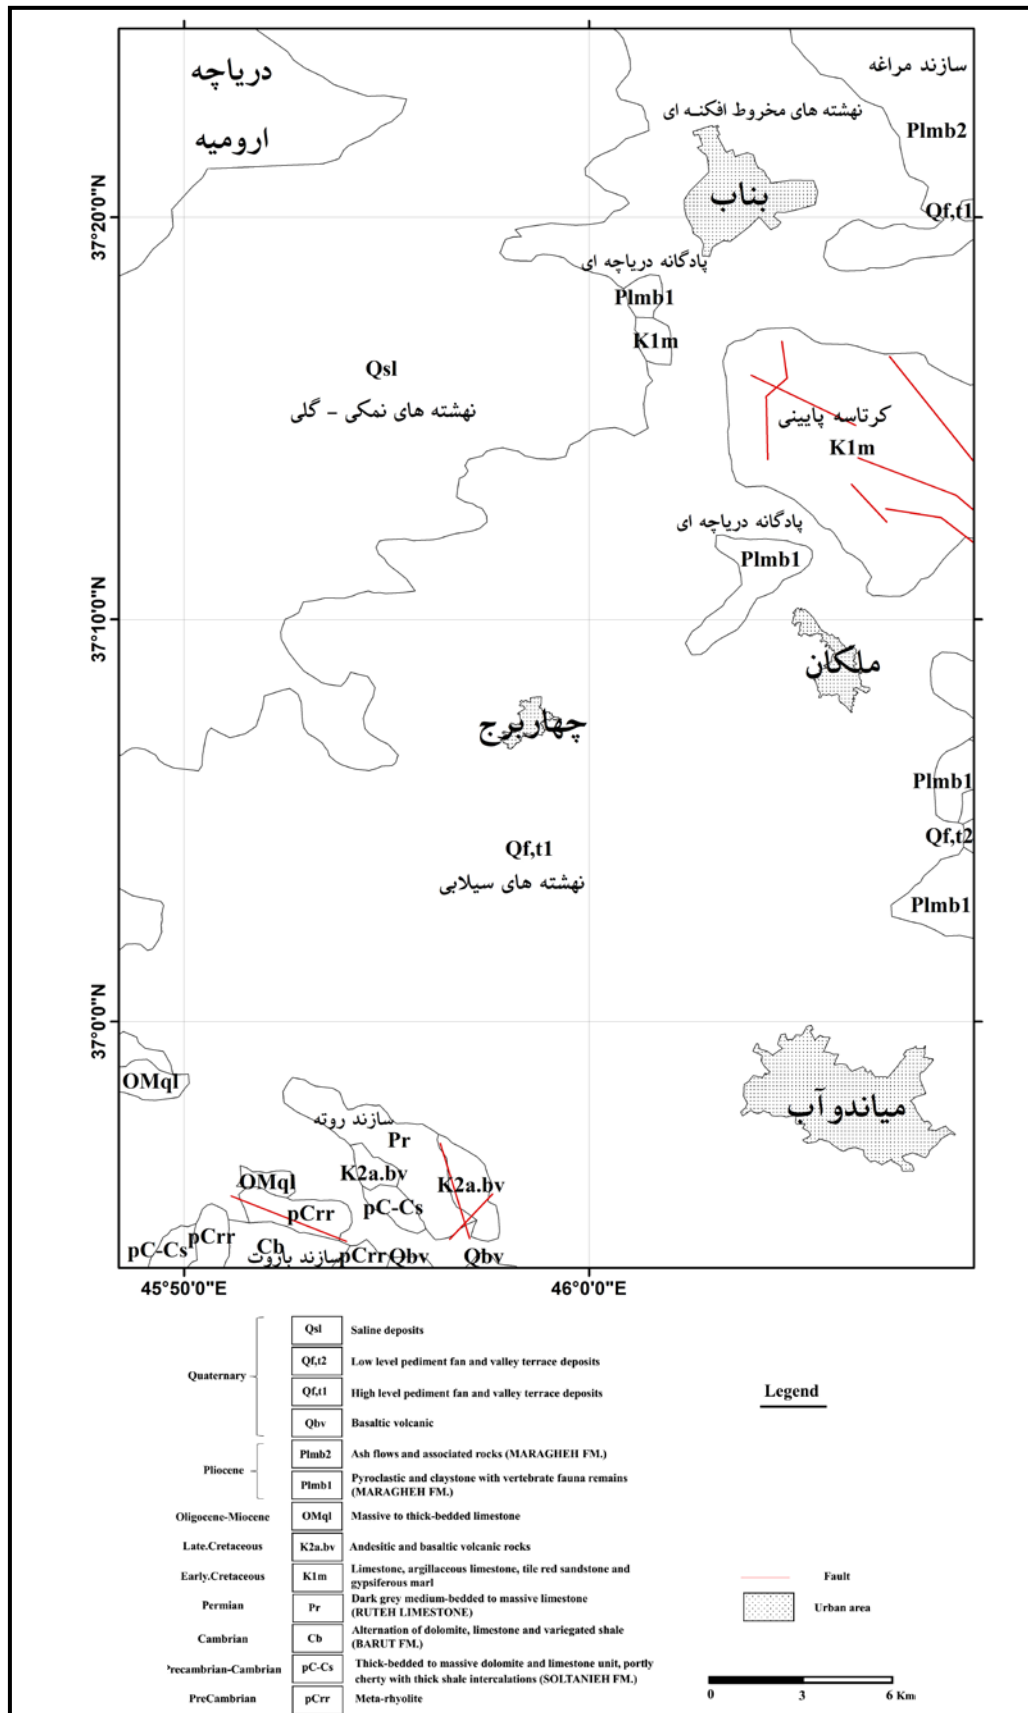 دریاچه
ارومیه
سازند مراغه
نهشته های مخروط افکنه ای
Plmb2
بناب
Qf,t1
37°20'0"N
پادگانه دریاچه ای
Plmb1
K1m
Qsl
نهشته های نمکی - گلی
کرتاسه پایینی
K1m
پادگانه دریاچه ای
Plmb1
37°10'0"N
ملکان
چهاربرج
Plmb1
Qf,t2
Qf,t1
نهشته های سیلابی
Plmb1
37°0'0"N
OMql
میاندوآب
سازند روته
Pr
K2a.bv
K2a.bv
OMql
pC-Cs
pCrr
pCrr
pC-Cs
Cb
سازند باروت
pCrr
Qbv
Qbv
45°50'0"E
46°0'0"E
Legend
Quaternary
Qsl Saline deposits
Qf,t2 Low level pediment fan and valley terrace deposits
Qf,t1 High level pediment fan and valley terrace deposits
Qbv Basaltic volcanic
Pliocene
Plmb2 Ash flows and associated rocks (MARAGHEH FM.)
Plmb1 Pyroclastic and claystone with vertebrate fauna remains
(MARAGHEH FM.)
Oligocene-Miocene OMql Massive to thick-bedded limestone
Late.Cretaceous K2a.bv Andesitic and basaltic volcanic rocks
Early.Cretaceous K1m Limestone, argillaceous limestone, tile red sandstone and
gypsiferous marl
Permian Pr Dark grey medium-bedded to massive limestone
(RUTEH LIMESTONE)
Cambrian Cb Alternation of dolomite, limestone and variegated shale
(BARUT FM.)
Precambrian-Cambrian pC-Cs Thick-bedded to massive dolomite and limestone unit, portly
cherty with thick shale intercalations (SOLTANIEH FM.)
PreCambrian pCrr Meta-rhyolite
Fault
Urban area
0 3 6 Km